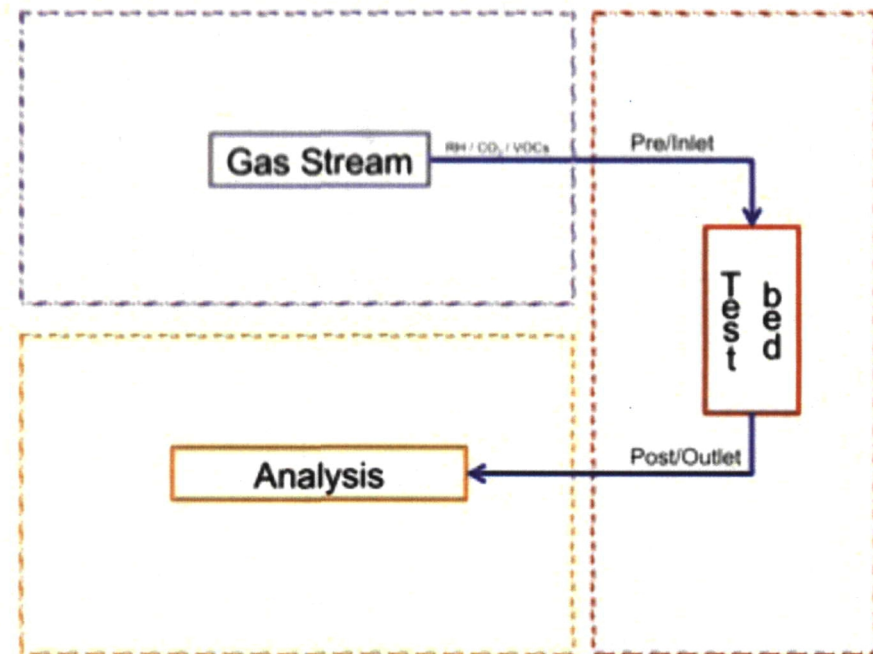 Gas Stream
RH / CO₂ / VOCs
Pre/Inlet
Test
bed
Post/Outlet
Analysis